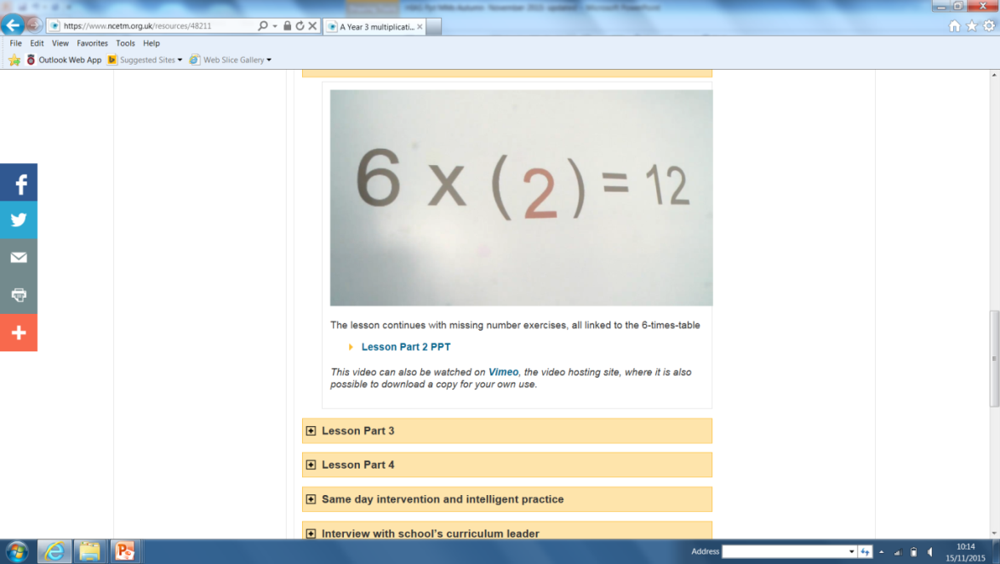 https://www.ncetm.org.uk/resources/48211
A Year 3 multiplicati...
File Edit View Favorites Tools Help
Outlook Web App Suggested Sites Web Slice Gallery
6 x (2) = 12
The lesson continues with missing number exercises, all linked to the 6-times-table
Lesson Part 2 PPT
This video can also be watched on Vimeo, the video hosting site, where it is also
possible to download a copy for your own use.
Lesson Part 3
Lesson Part 4
Same day intervention and intelligent practice
Interview with school's curriculum leader
Address
10:14
15/11/2015